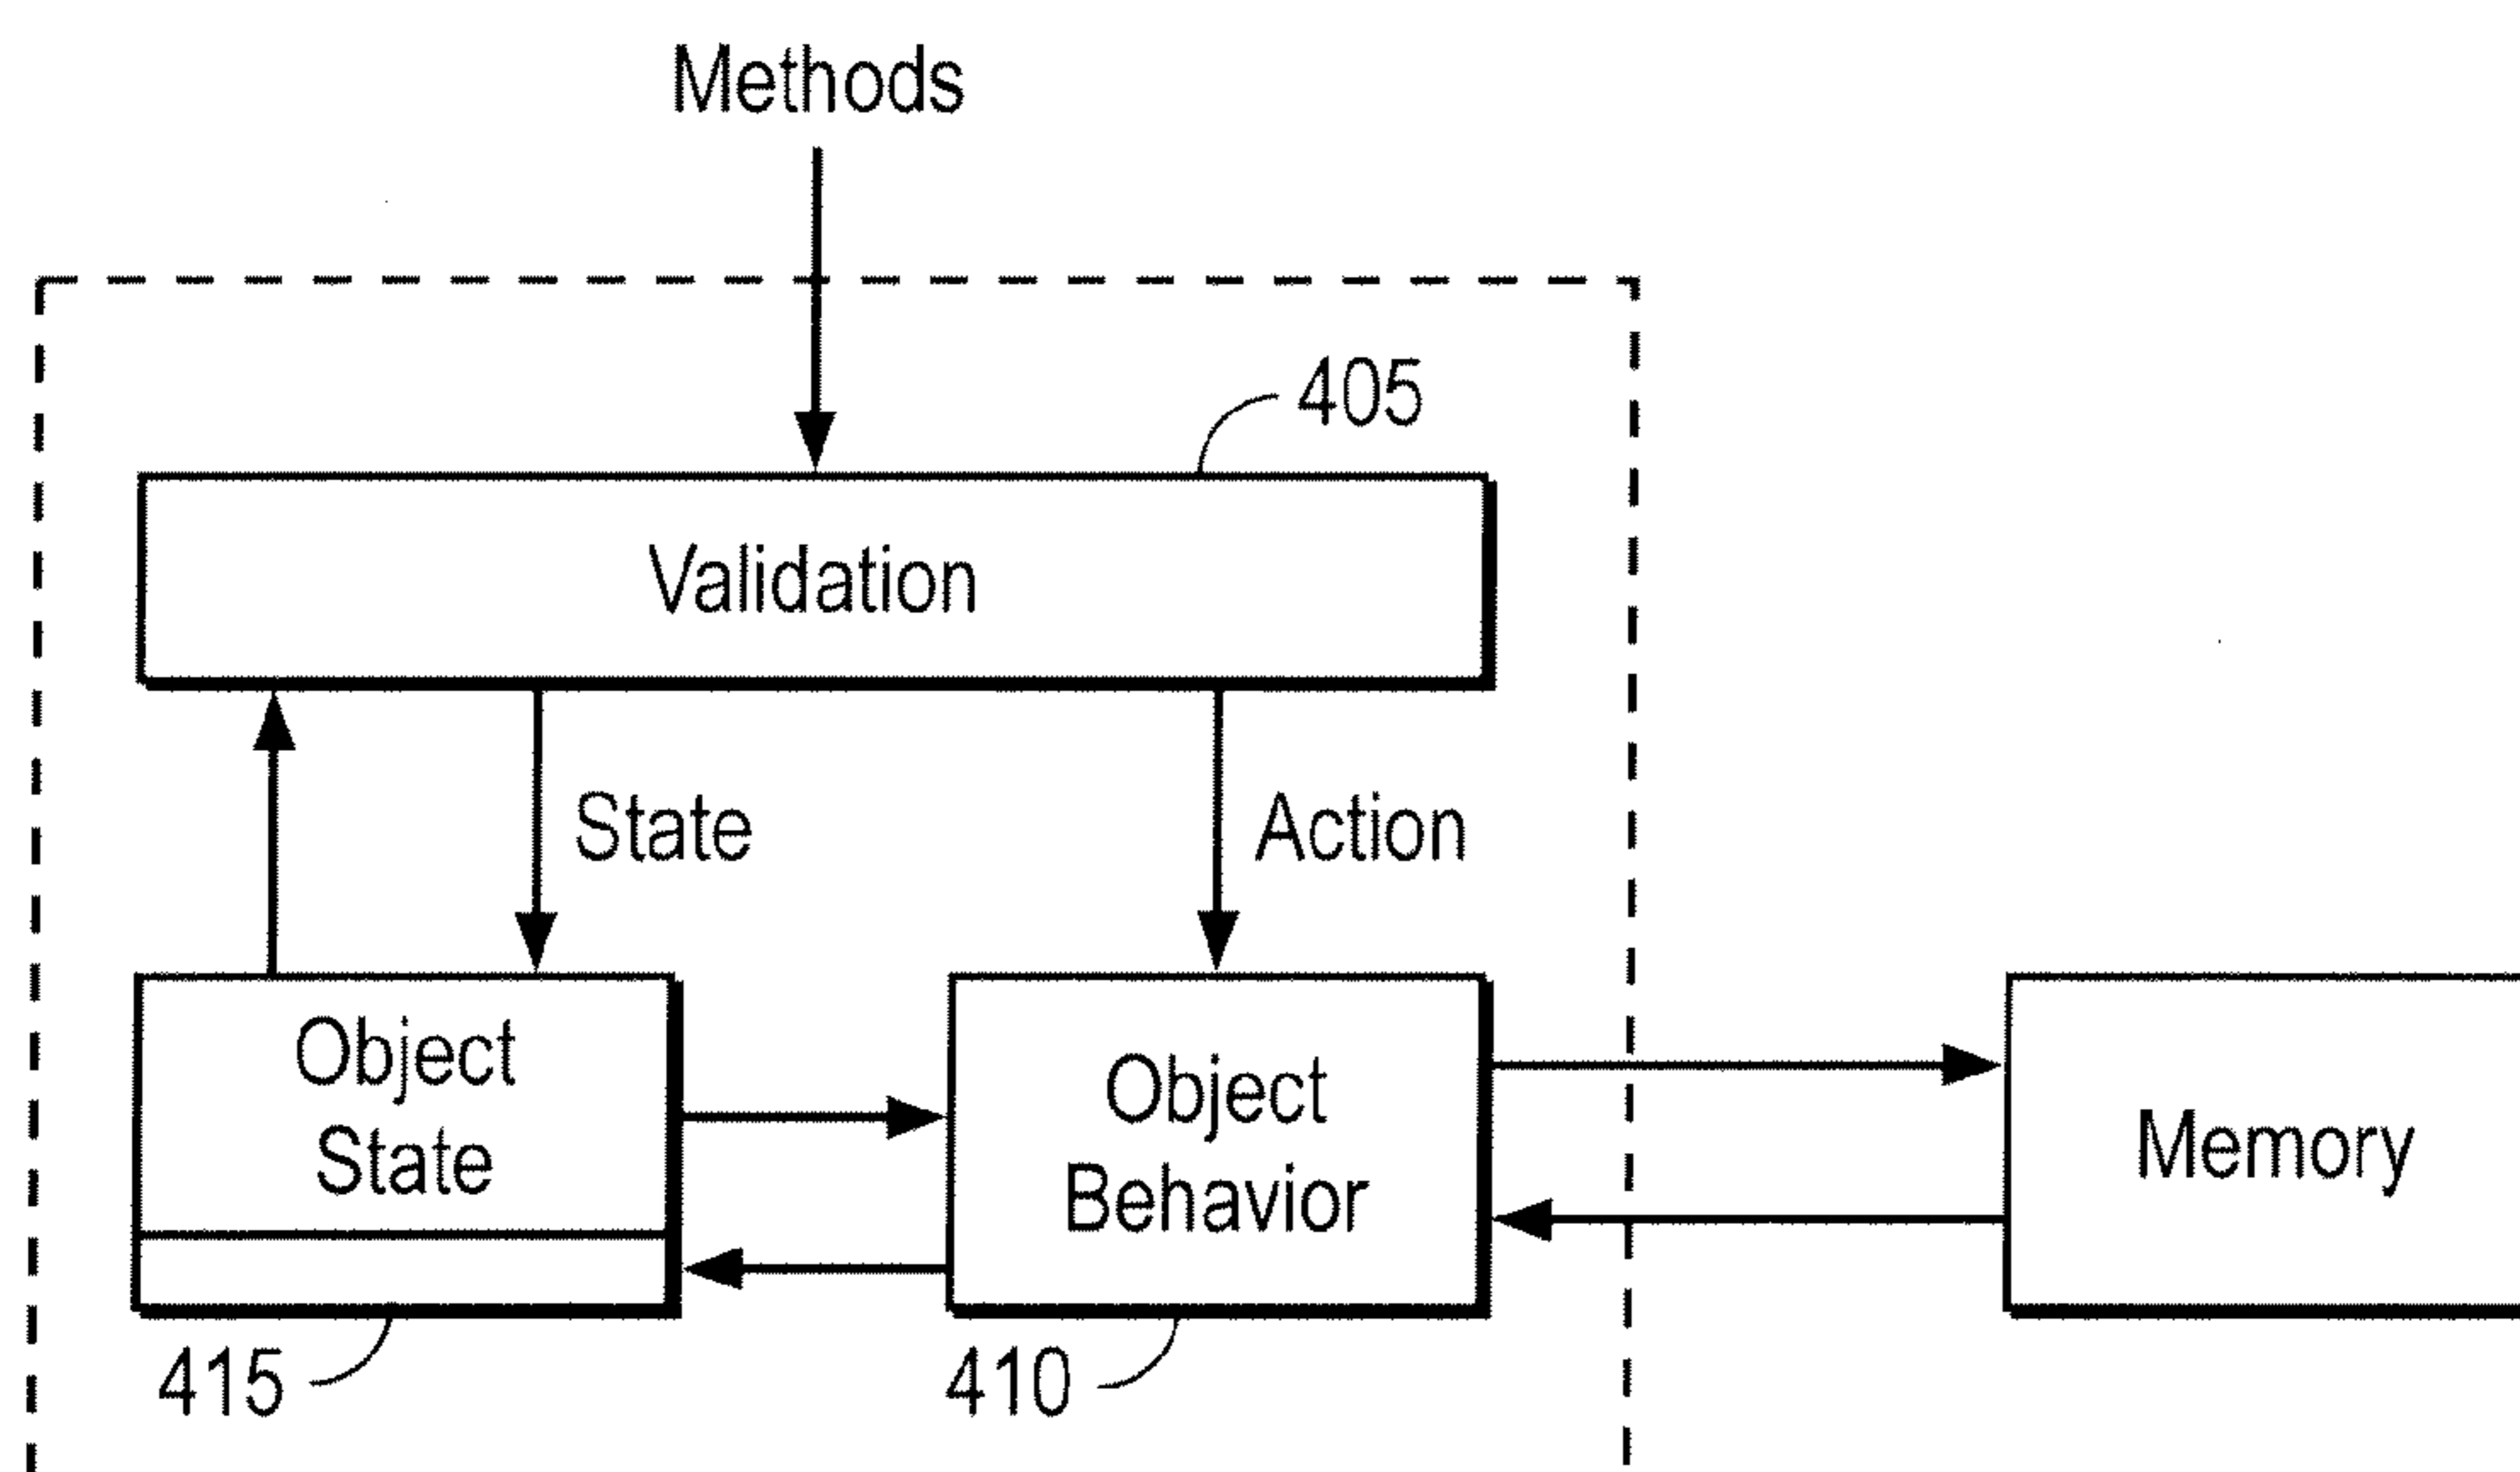 Methods
405
Validation
State
Action
Object
State
Object
Behavior
Memory
415
410